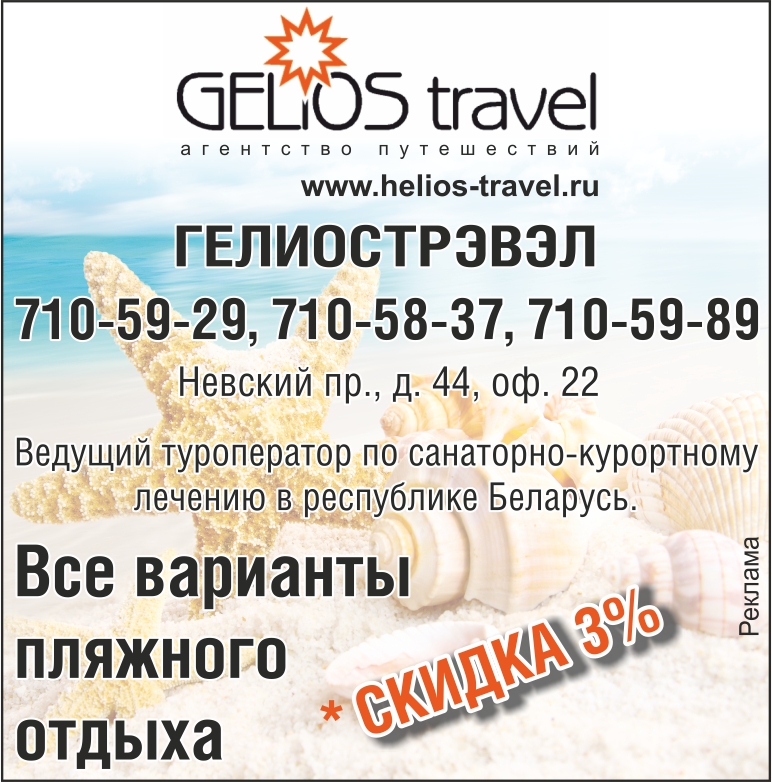 GELiOS travel
агентство путешествий
www.helios-travel.ru
ГЕЛИОСТРЭВЭЛ
710-59-29, 710-58-37, 710-59-89
Невский пр., д. 44, оф. 22
Ведущий туроператор по санаторно-курортному
лечению в республике Беларусь.
Все варианты
пляжного
отдыха
* СКИДКА 3%
Реклама